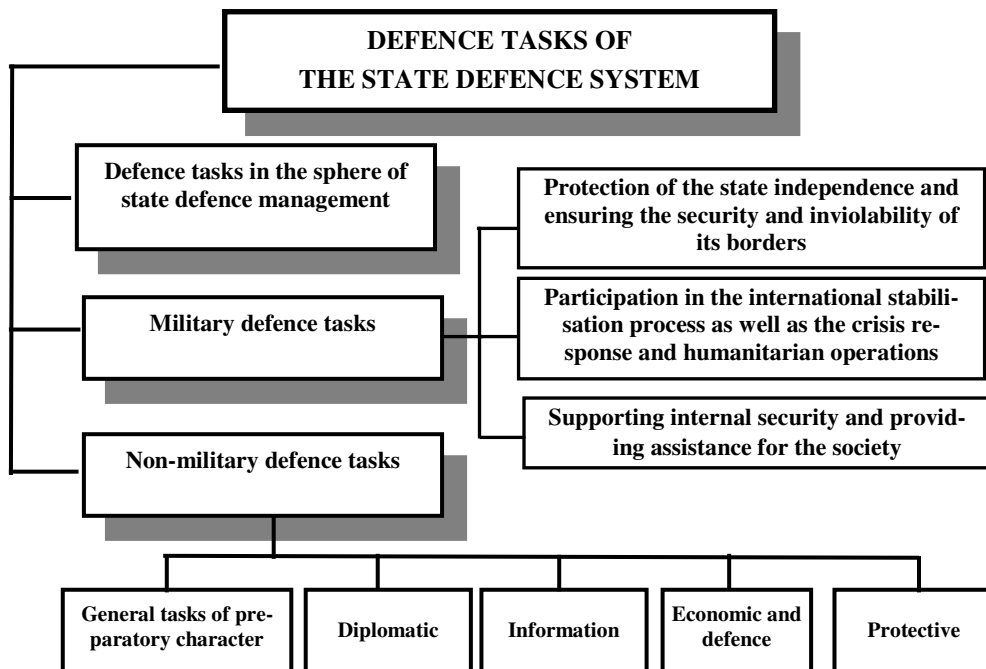 DEFENCE TASKS OF
THE STATE DEFENCE SYSTEM
Defence tasks in the sphere of
state defence management
Protection of the state independence and
ensuring the security and inviolability of
its borders
Military defence tasks
Participation in the international stabili-
sation process as well as the crisis re-
sponse and humanitarian operations
Supporting internal security and provid-
ing assistance for the society
Non-military defence tasks
General tasks of pre-
paratory character
Diplomatic
Information
Economic and
defence
Protective